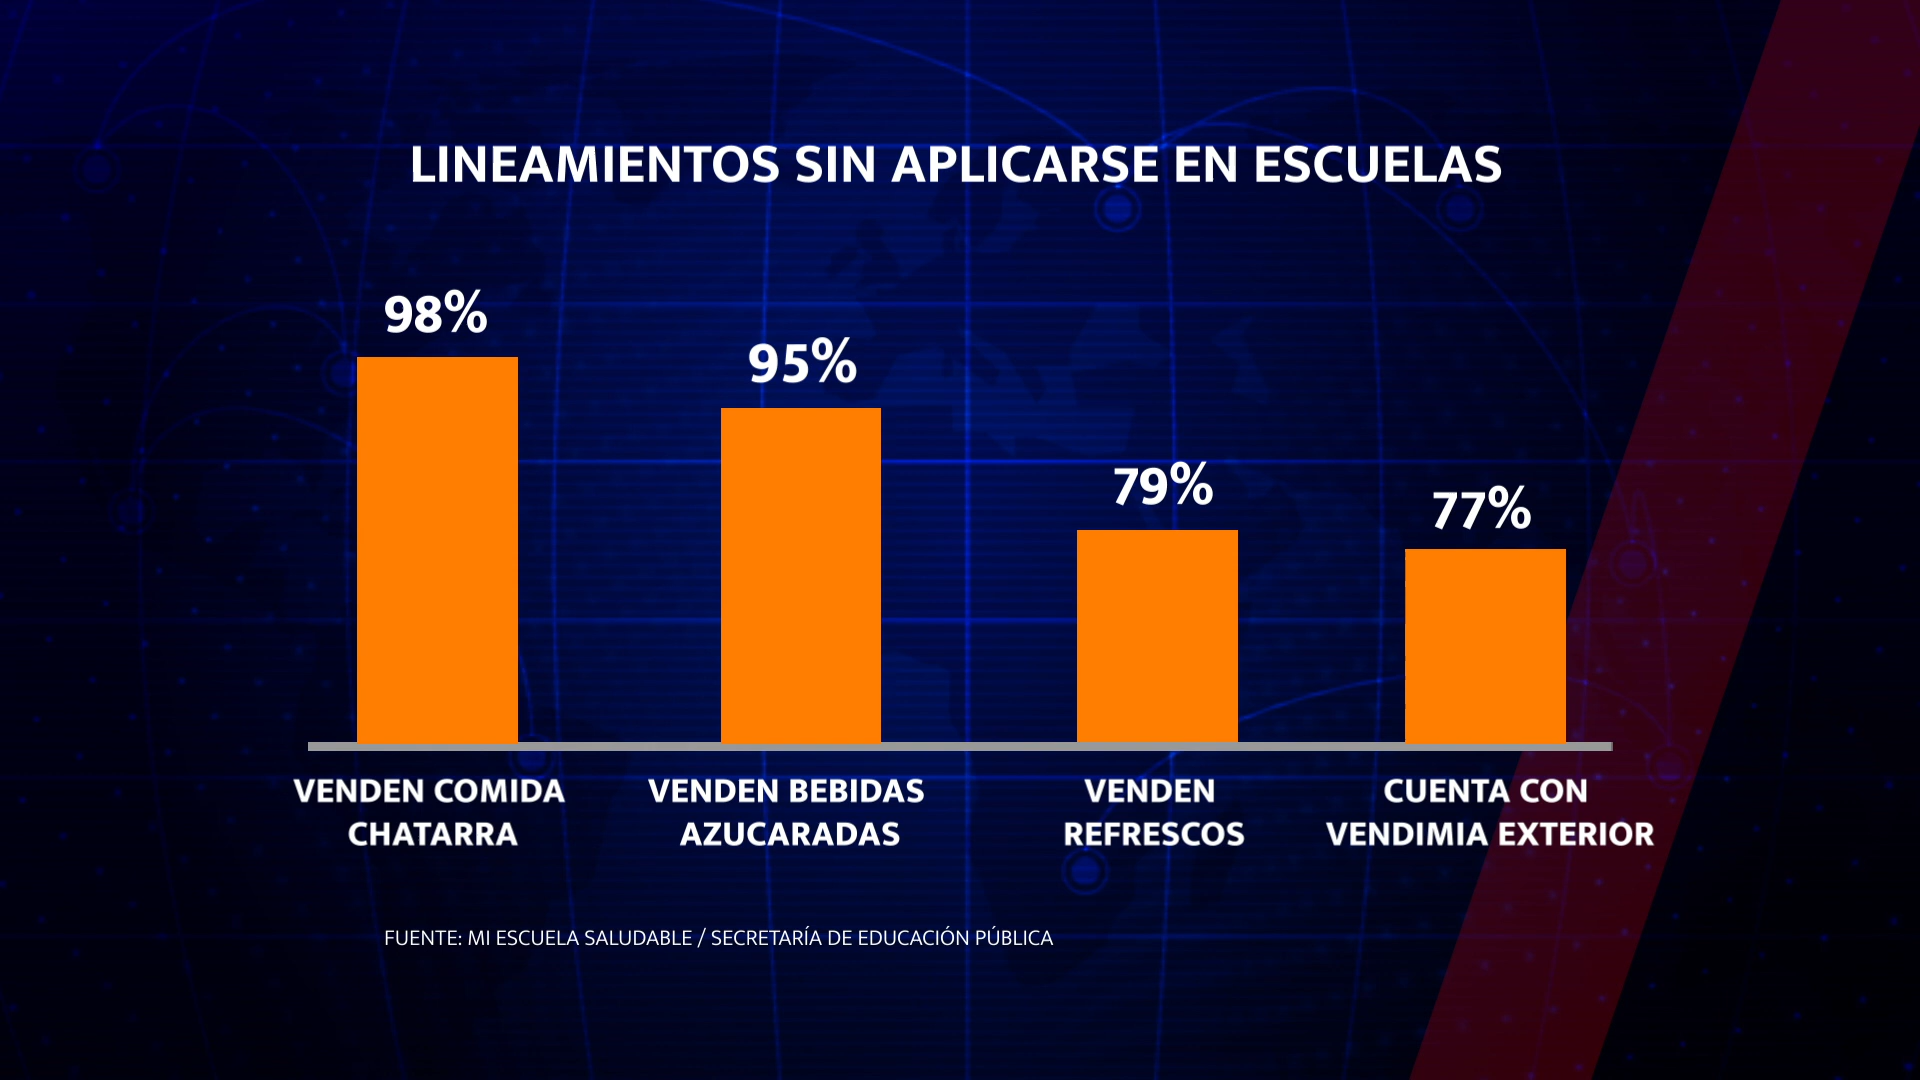 LINEAMIENTOS SIN APLICARSE EN ESCUELAS
98%
95%
79%
77%
VENDEN COMIDA
CHATARRA
VENDEN BEBIDAS
AZUCARADAS
VENDEN
REFRESCOS
CUENTA CON
VENDIMIA EXTERIOR
FUENTE: MI ESCUELA SALUDABLE / SECRETARÍA DE EDUCACIÓN PÚBLICA